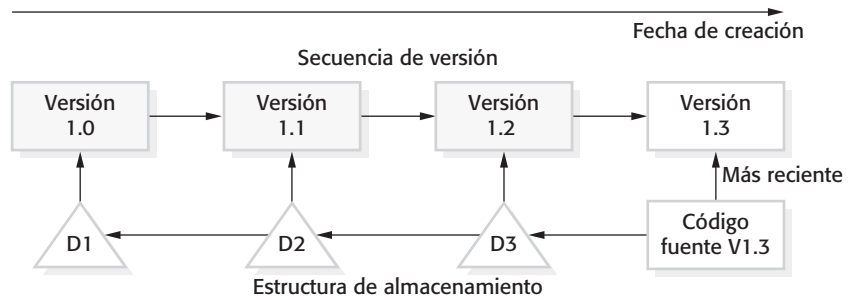 Fecha de creación
Secuencia de versión
Versión
1.0
Versión
1.1
Versión
1.2
Versión
1.3
Más reciente
D1
D2
D3
Código
fuente V1.3
Estructura de almacenamiento